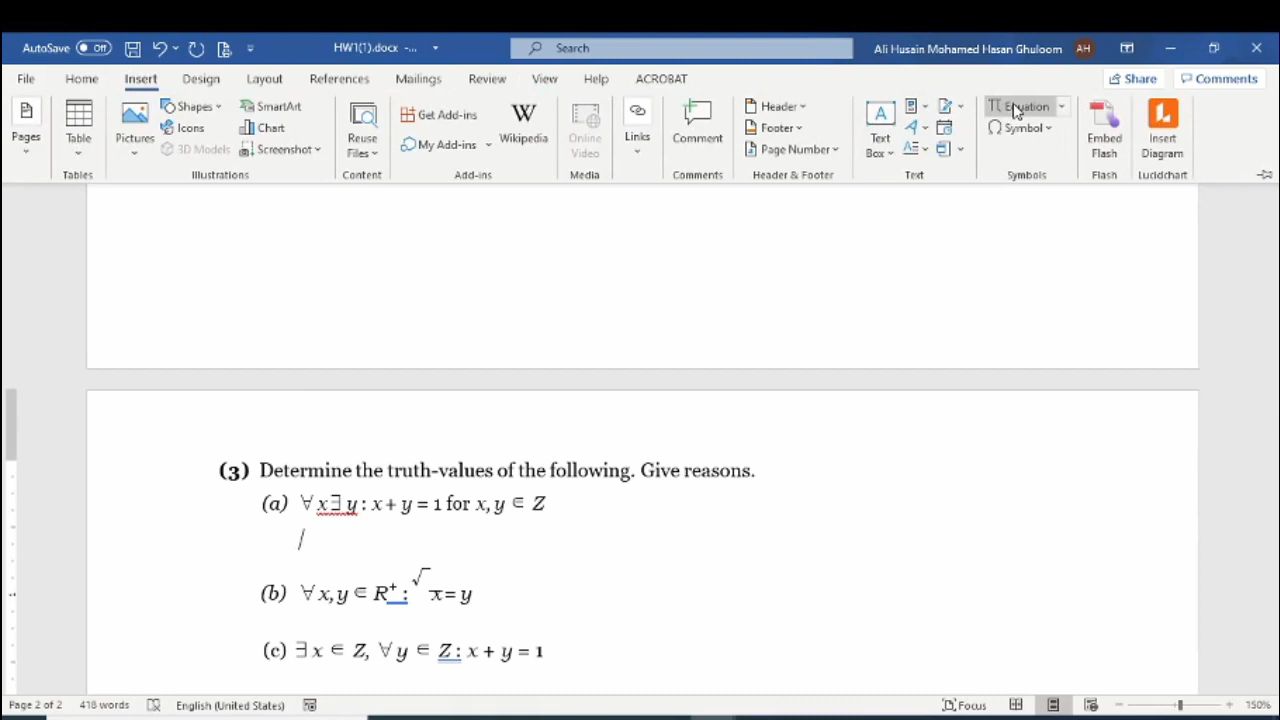 AutoSave Off HW1(1).docx -... Search Ali Husain Mohamed Hasan Ghuloom AH
File Home Insert Design Layout References Mailings Review View Help ACROBAT Share Comments
Pages Table Pictures Shapes Icons 3D Models SmartArt Chart Screenshot Reuse Files Get Add-ins My Add-ins W Wikipedia Online Video Links Comment Header Footer Page Number A Text Box π Equation Ω Symbol Embed Flash Insert Diagram
Tables Illustrations Content Add-ins Media Comments Header & Footer Text Symbols Flash Lucidchart
(3) Determine the truth-values of the following. Give reasons.
(a) ∀ x∃ y : x + y = 1 for x, y ∈ Z
(b) ∀ x, y ∈ R⁺ : √x = y
(c) ∃ x ∈ Z, ∀ y ∈ Z : x + y = 1
Page 2 of 2 418 words English (United States) Focus 150%